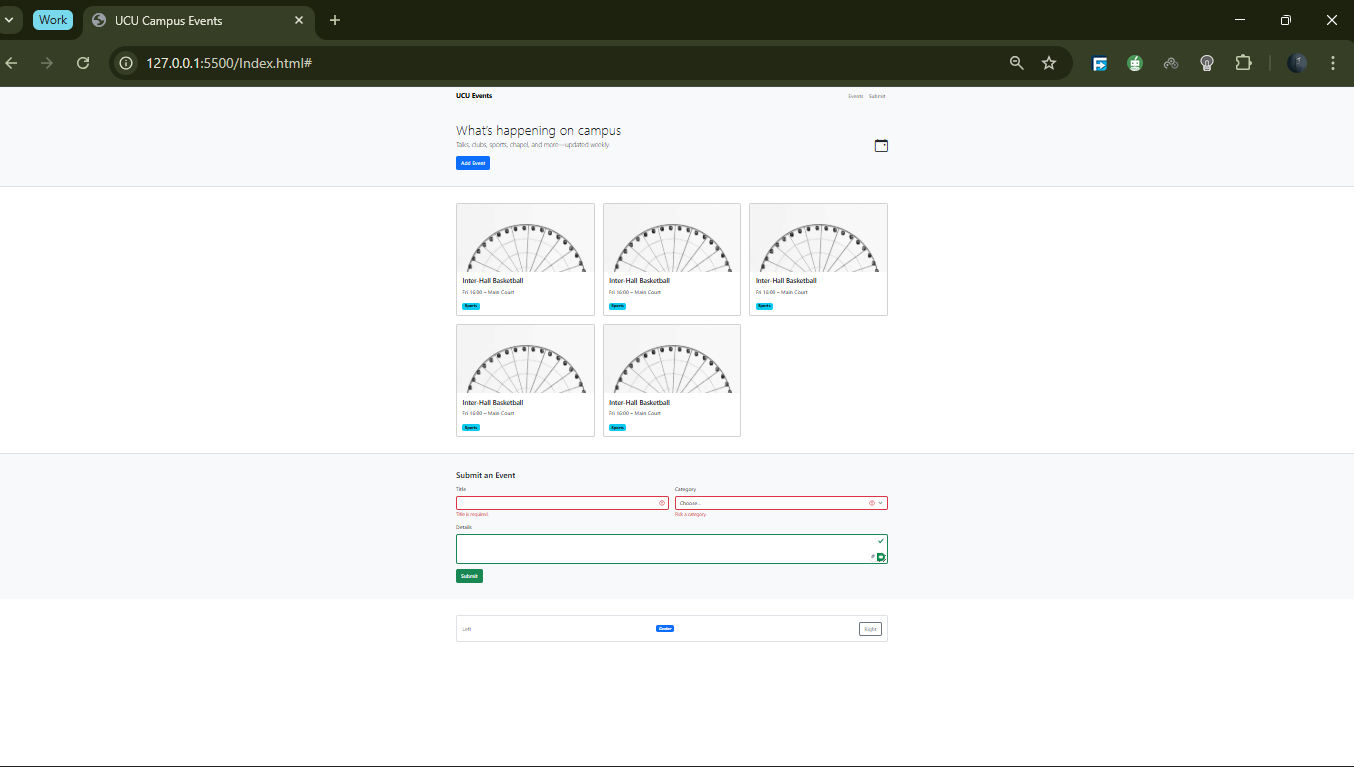 Work
UCU Campus Events
127.0.0.1:5500/Index.html#
UCU Events
Events Submit
What's happening on campus
Talks, clubs, sports, chapel, and more—updated weekly.
Add Event
Inter-Hall Basketball
Fri 16:00 – Main Court
Sports
Inter-Hall Basketball
Fri 16:00 – Main Court
Sports
Inter-Hall Basketball
Fri 16:00 – Main Court
Sports
Inter-Hall Basketball
Fri 16:00 – Main Court
Sports
Inter-Hall Basketball
Fri 16:00 – Main Court
Sports
Submit an Event
Title
Category
Choose...
Title is required.
Pick a category.
Details
Submit
Left
Center
Right